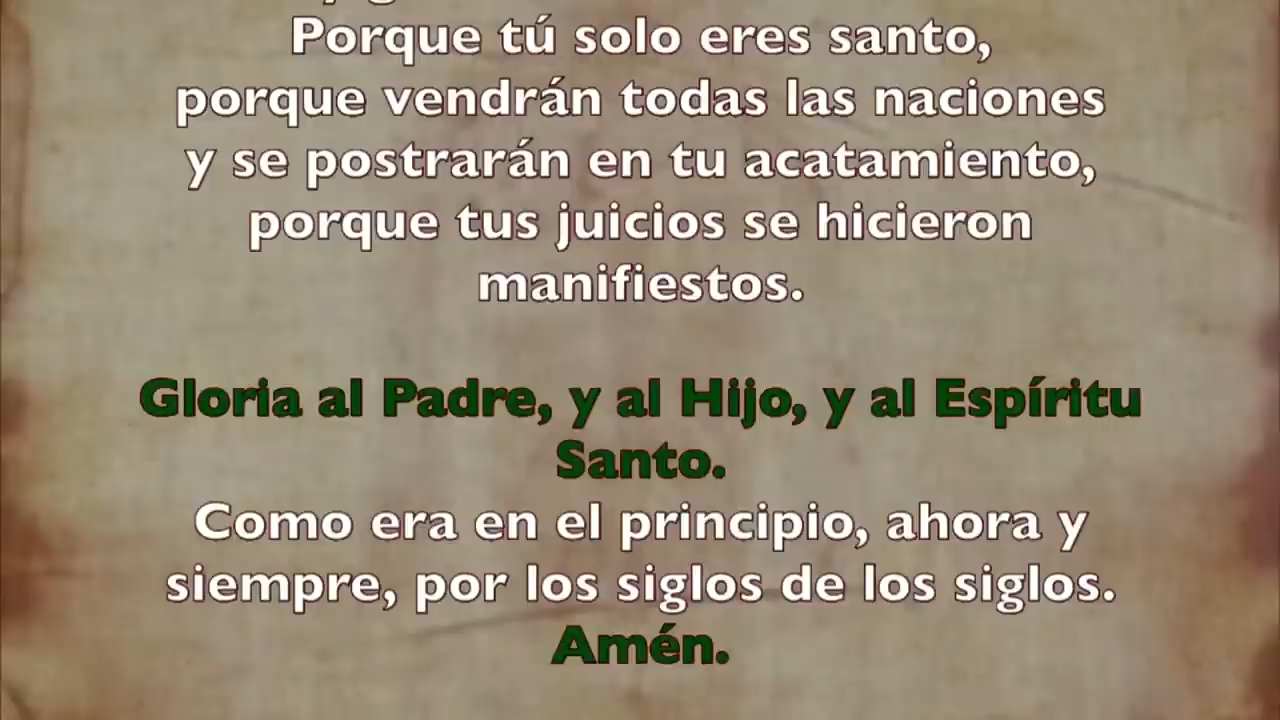 Porque tú solo eres santo,
porque vendrán todas las naciones
y se postrarán en tu acatamiento,
porque tus juicios se hicieron
manifiestos.
Gloria al Padre, y al Hijo, y al Espíritu
Santo.
Como era en el principio, ahora y
siempre, por los siglos de los siglos.
Amén.